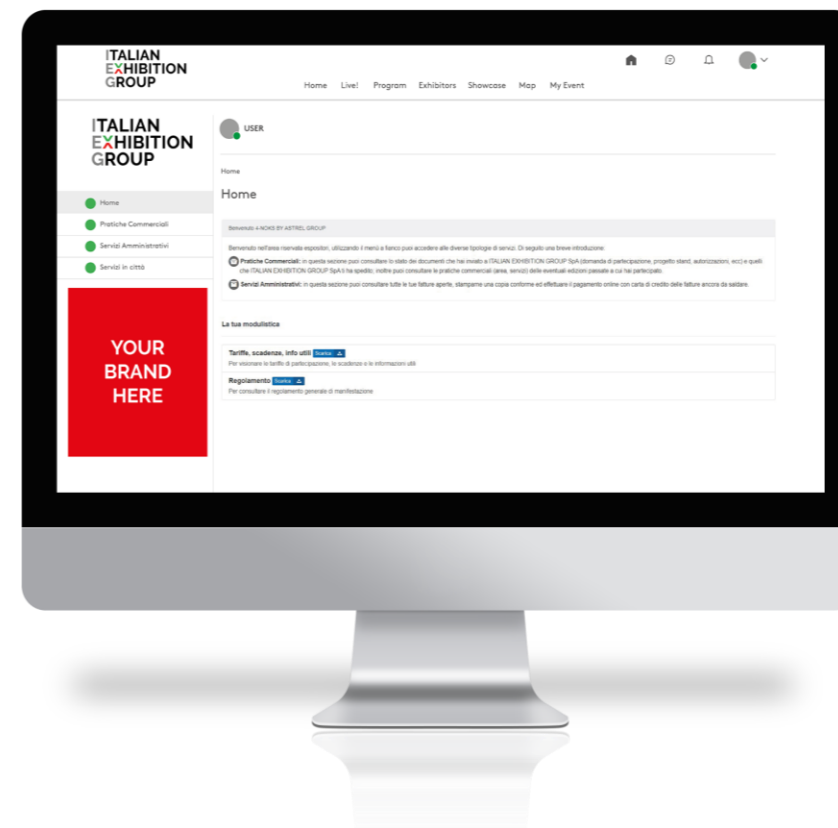 ITALIAN
EXHIBITION
GROUP
Home Live! Program Exhibitors Showcase Map My Event
ITALIAN
EXHIBITION
GROUP
USER
Home
Home
Home
Pratiche Commerciali
Servizi Amministrativi
Servizi in città
YOUR
BRAND
HERE
Benvenuto 4-NOKS BY ASTREL GROUP
Benvenuto nell'area riservata espositori, utilizzando il menù a fianco puoi accedere alle diverse tipologie di servizi. Di seguito una breve introduzione:
Pratiche Commerciali: in questa sezione puoi consultare lo stato dei documenti che hai inviato a ITALIAN EXHIBITION GROUP SpA (domanda di partecipazione, progetto stand, autorizzazioni, ecc) e quelli
che ITALIAN EXHIBITION GROUP SpA ti ha spedito; inoltre puoi consultare le pratiche commerciali (area, servizi) delle eventuali edizioni passate a cui hai partecipato.
Servizi Amministrativi: in questa sezione puoi consultare tutte le tue fatture aperte, stamparne una copia conforme ed effettuare il pagamento online con carta di credito delle fatture ancora da saldare.
La tua modulistica
Tariffe, scadenze, info utili Scarica
Per visionare le tariffe di partecipazione, le scadenze e le informazioni utili
Regolamento Scarica
Per consultare il regolamento generale di manifestazione